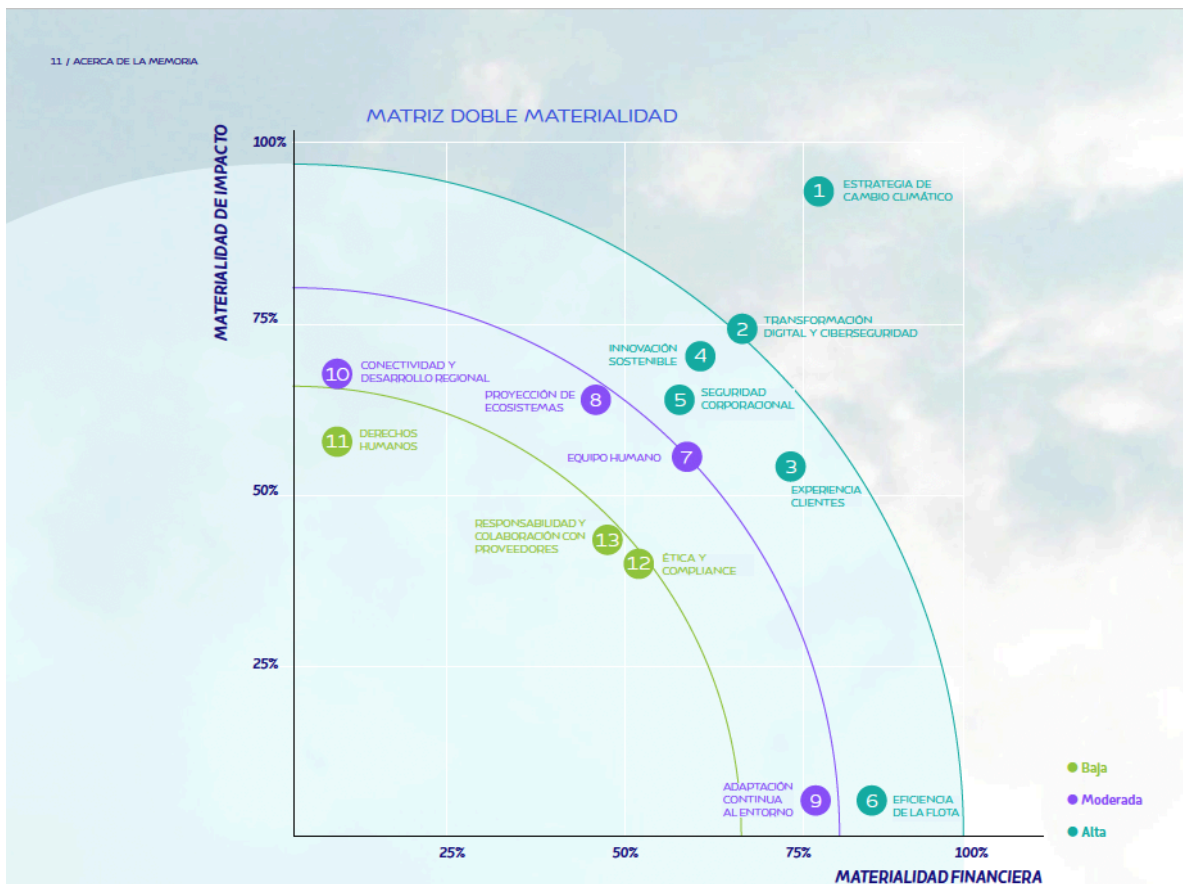 11 / ACERCA DE LA MEMORIA
MATRIZ DOBLE MATERIALIDAD
MATERIALIDAD DE IMPACTO
100%
75%
50%
25%
1
ESTRATEGIA DE
CAMBIO CLIMÁTICO
2
TRANSFORMACIÓN
DIGITAL Y CIBERSEGURIDAD
INNOVACIÓN
SOSTENIBLE
4
10
CONECTIVIDAD Y
DESARROLLO REGIONAL
PROYECCIÓN DE
ECOSISTEMAS
8
5
SEGURIDAD
CORPORACIONAL
11
DERECHOS
HUMANOS
EQUIPO HUMANO
7
3
EXPERIENCIA
CLIENTES
RESPONSABILIDAD Y
COLABORACIÓN CON
PROVEEDORES
13
12
ÉTICA Y
COMPLIANCE
ADAPTACIÓN
CONTINUA
AL ENTORNO
9
6
EFICIENCIA
DE LA FLOTA
Baja
Moderada
Alta
25%
50%
75%
100%
MATERIALIDAD FINANCIERA